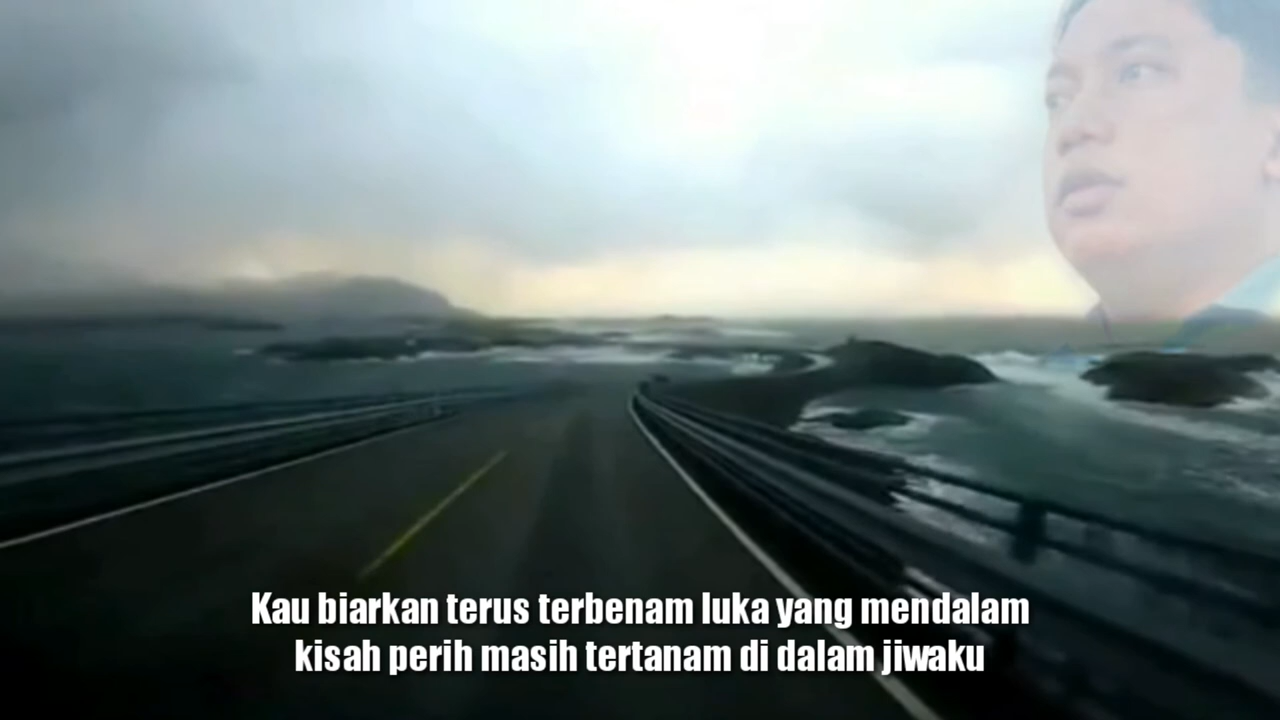 Kau biarkan terus terbenam luka yang mendalam
kisah perih masih tertanam di dalam jiwaku